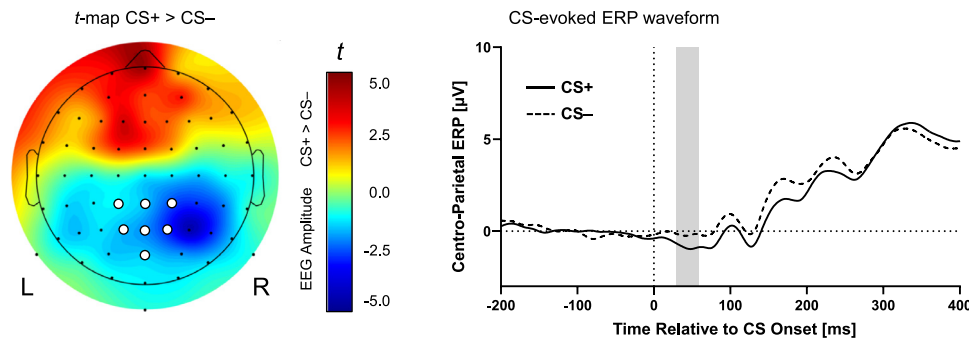 t-map CS+ > CS–
t
5.0
2.5
0.0
-2.5
-5.0
EEG Amplitude CS+ > CS–
L
R
CS-evoked ERP waveform
Centro-Parietal ERP [μV]
10
5
0
CS+
CS–
-200
-100
0
100
200
300
400
Time Relative to CS Onset [ms]